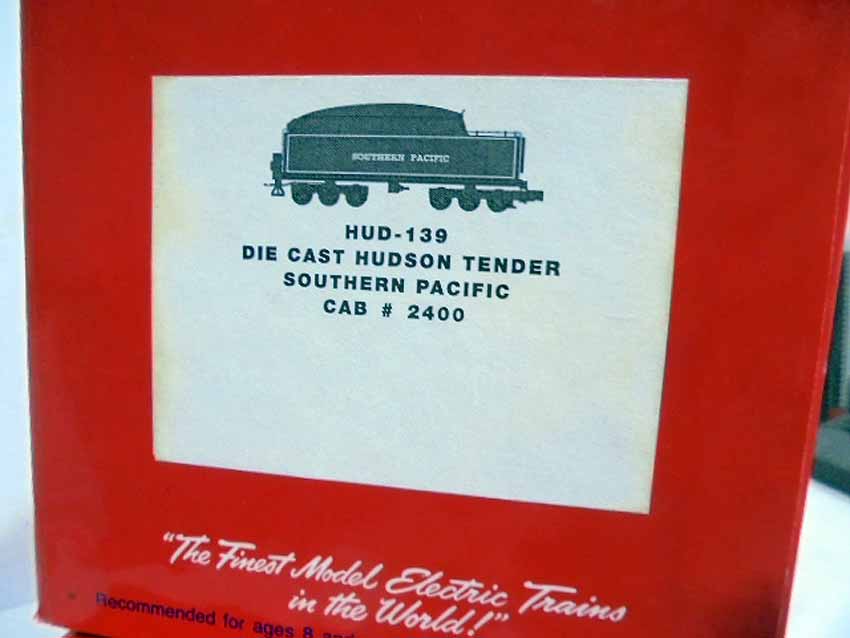 SOUTHERN PACIFIC
HUD-139
DIE CAST HUDSON TENDER
SOUTHERN PACIFIC
CAB # 2400
"The Finest Model Electric Trains
in the World!"
Recommended for ages 8 and